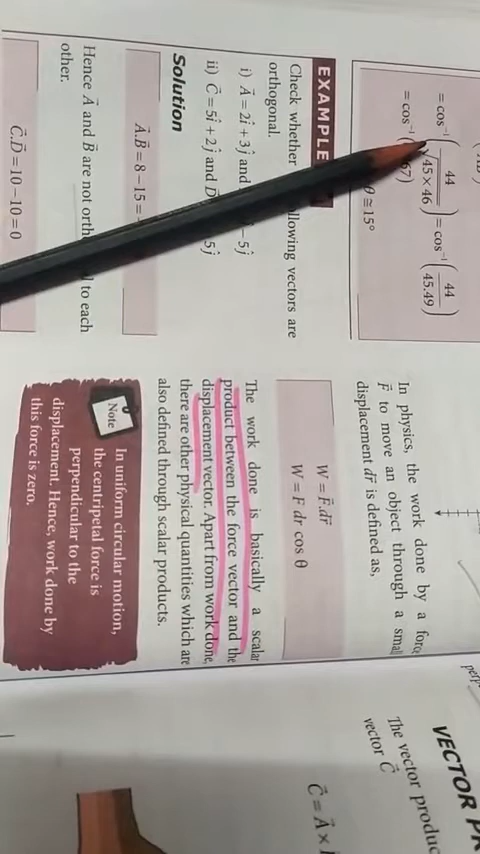 = cos⁻¹(44/√45 × 46) = cos⁻¹(44/45.49)
= cos⁻¹(
67)
θ ≅ 15°
EXAMPLE
Check whether llowing vectors are
orthogonal.
i) A⃗ = 2î + 3ĵ and 5ĵ
ii) C⃗ = 5î + 2ĵ and D⃗ 5ĵ
Solution
A⃗.B⃗ = 8 – 15 =
Hence A⃗ and B⃗ are not to each
other.
C⃗.D⃗ = 10 – 10 = 0
In physics, the work done by a force
F⃗ to move an object through a small
displacement dr⃗ is defined as,
W = F⃗.dr⃗
W = F dr cos θ
The work done is basically a scalar
product between the force vector and the
displacement vector. Apart from work done,
there are other physical quantities which are
also defined through scalar products.
Note
In uniform circular motion,
the centripetal force is
perpendicular to the
displacement. Hence, work done by
this force is zero.
VECTOR
The vector
vector C⃗
C⃗ = A⃗ ×